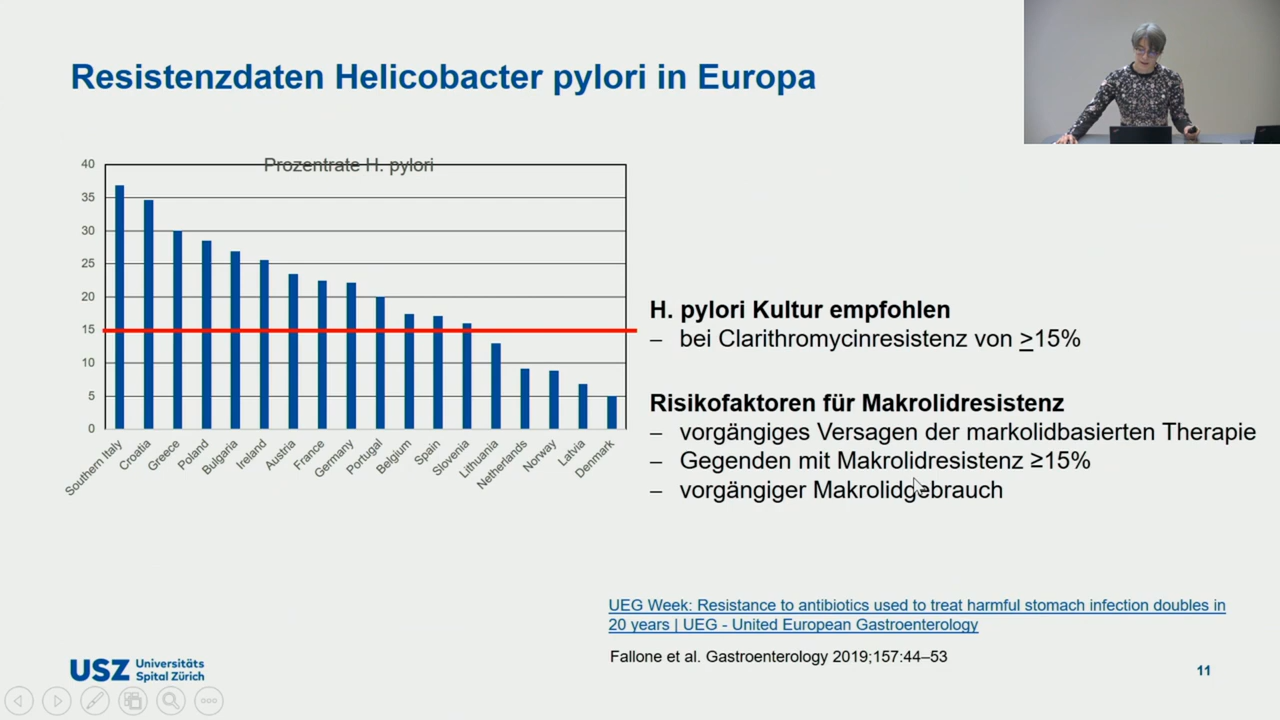 Resistenzdaten Helicobacter pylori in Europa
Prozentrate H. pylori
40
35
30
25
20
15
10
5
0
Southern Italy
Croatia
Greece
Poland
Bulgaria
Ireland
Austria
France
Germany
Portugal
Belgium
Spain
Slovenia
Lithuania
Netherlands
Norway
Latvia
Denmark
H. pylori Kultur empfohlen
– bei Clarithromycinresistenz von >15%
Risikofaktoren für Makrolidresistenz
– vorgängiges Versagen der markolidbasierten Therapie
– Gegenden mit Makrolidresistenz ≥15%
– vorgängiger Makrolidgebrauch
UEG Week: Resistance to antibiotics used to treat harmful stomach infection doubles in
20 years | UEG - United European Gastroenterology
Fallone et al. Gastroenterology 2019;157:44–53
USZ Universitäts
Spital Zürich
11